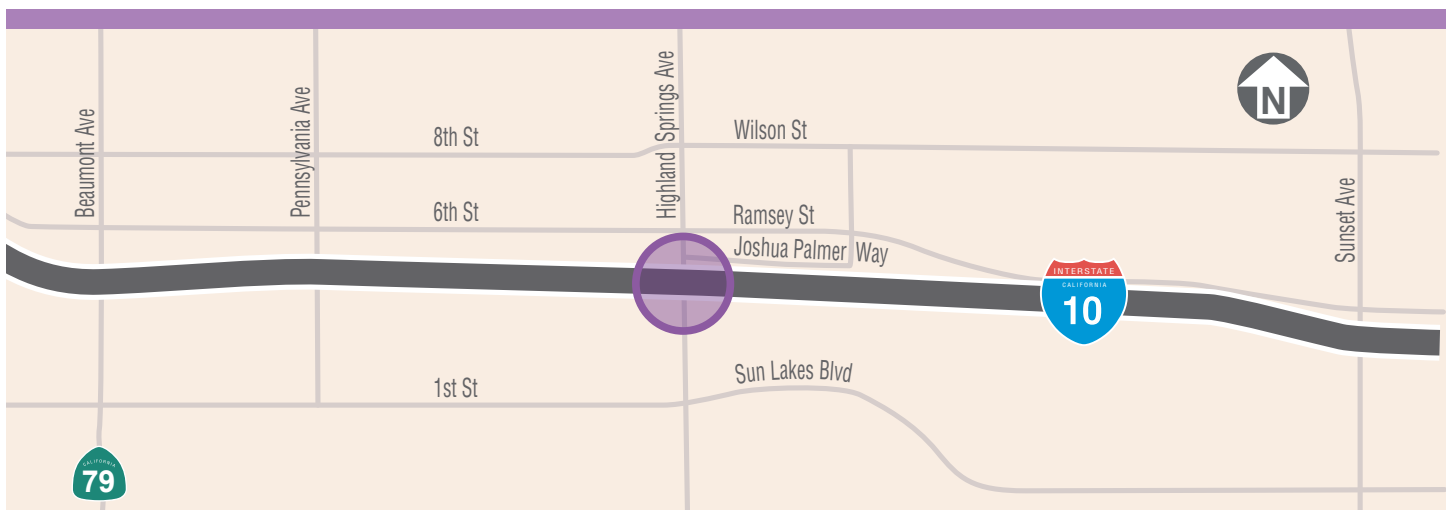 Beaumont Ave
Pennsylvania Ave
Highland Springs Ave
N
8th St
Wilson St
6th St
Ramsey St
Joshua Palmer Way
Sunset Ave
INTERSTATE
CALIFORNIA
10
1st St
Sun Lakes Blvd
CALIFORNIA
79